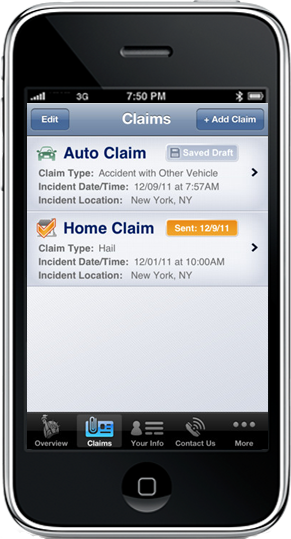 3G 7:50 PM
Edit Claims + Add Claim
Auto Claim Saved Draft
Claim Type: Accident with Other Vehicle
Incident Date/Time: 12/09/11 at 7:57AM
Incident Location: New York, NY
Home Claim Sent: 12/9/11
Claim Type: Hail
Incident Date/Time: 12/01/11 at 10:00AM
Incident Location: New York, NY
Overview Claims Your Info Contact Us More